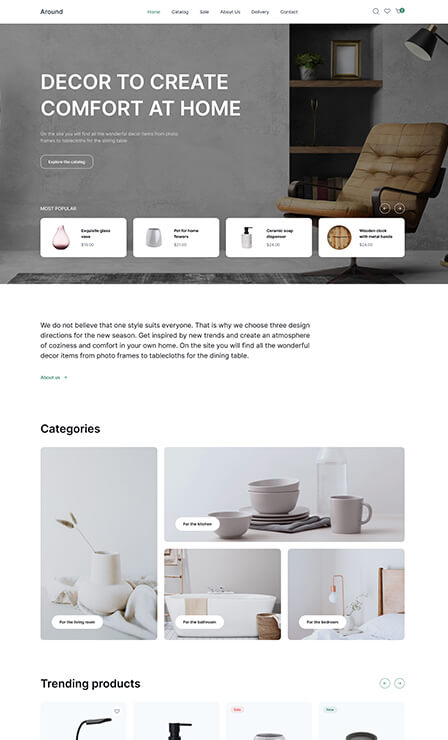 Around
Home Catalog Sale About Us Delivery Contact
DECOR TO CREATE
COMFORT AT HOME
On the site you will find all the wonderful decor items from photo
frames to tablecloths for the dining table
Explore the catalog
MOST POPULAR
Exquisite glass
vase
$19.00
Pot for home
flowers
$21.00
Ceramic soap
dispenser
$24.00
Wooden clock
with metal hands
$24.00
We do not believe that one style suits everyone. That is why we choose three design
directions for the new season. Get inspired by new trends and create an atmosphere
of coziness and comfort in your own home. On the site you will find all the wonderful
decor items from photo frames to tablecloths for the dining table.
About us
Categories
For the kitchen
For the living room
For the bathroom
For the bedroom
Trending products
Sale
New